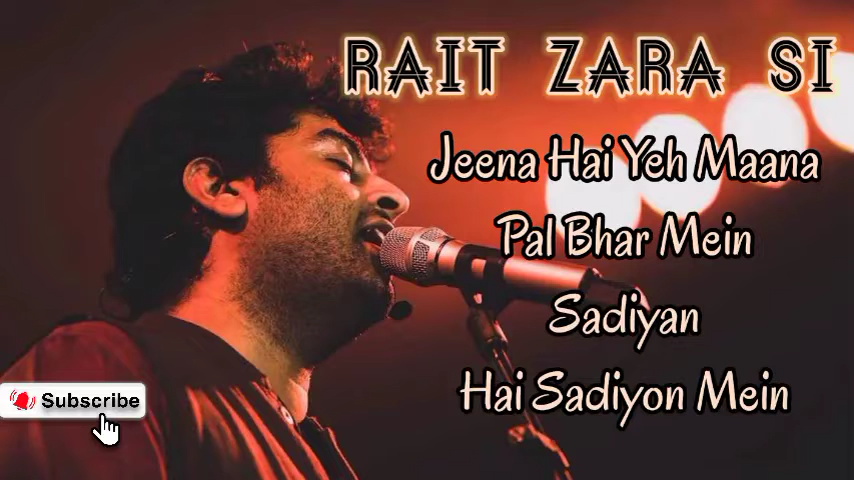 RAIT ZARA SI
Jeena Hai Yeh Maana
Pal Bhar Mein
Sadiyan
Hai Sadiyon Mein
Subscribe